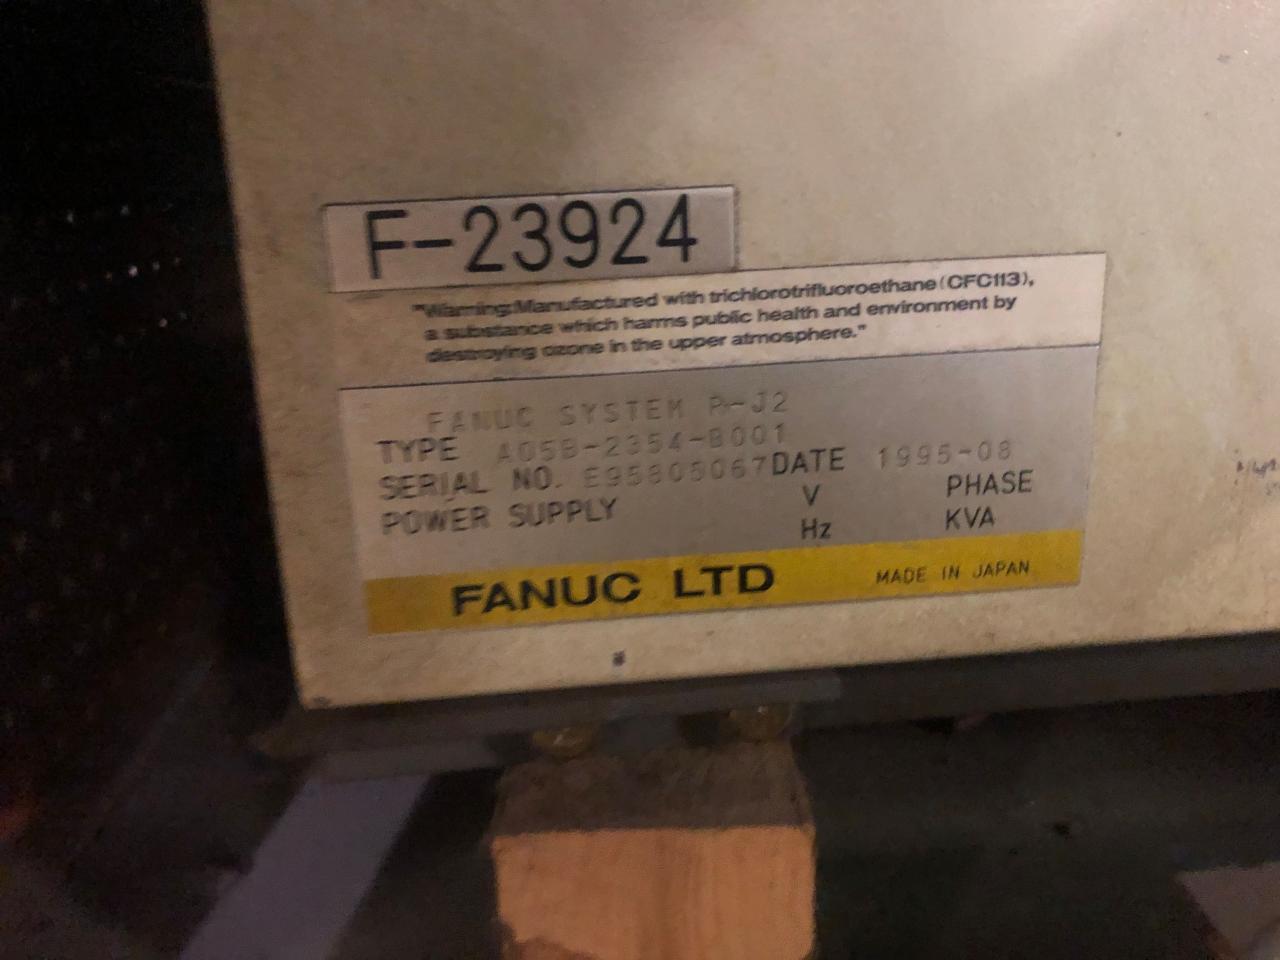 F-23924
"Warning:Manufactured with trichlorotrifluoroethane(CFC113),
a substance which harms public health and environment by
destroying ozone in the upper atmosphere."
FANUC SYSTEM R-J2
TYPE A05B-2354-B001
SERIAL NO. E95805067 DATE 1995-08
POWER SUPPLY V PHASE
Hz KVA
FANUC LTD MADE IN JAPAN